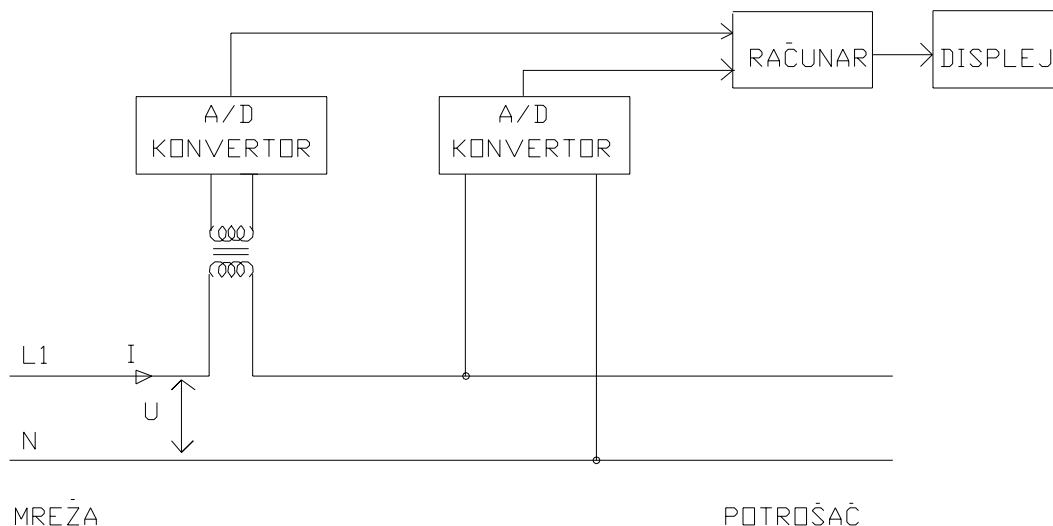 RAČUNAR
DISPLEJ
A/D
KONVERTOR
A/D
KONVERTOR
L1
I
U
N
MREŽA
POTROŠAČ